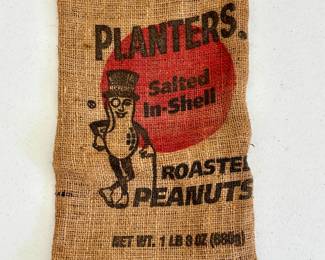 PLANTERS®
Salted
In-Shell
ROASTED
PEANUTS
NET WT. 1 LB 8 OZ (680g)